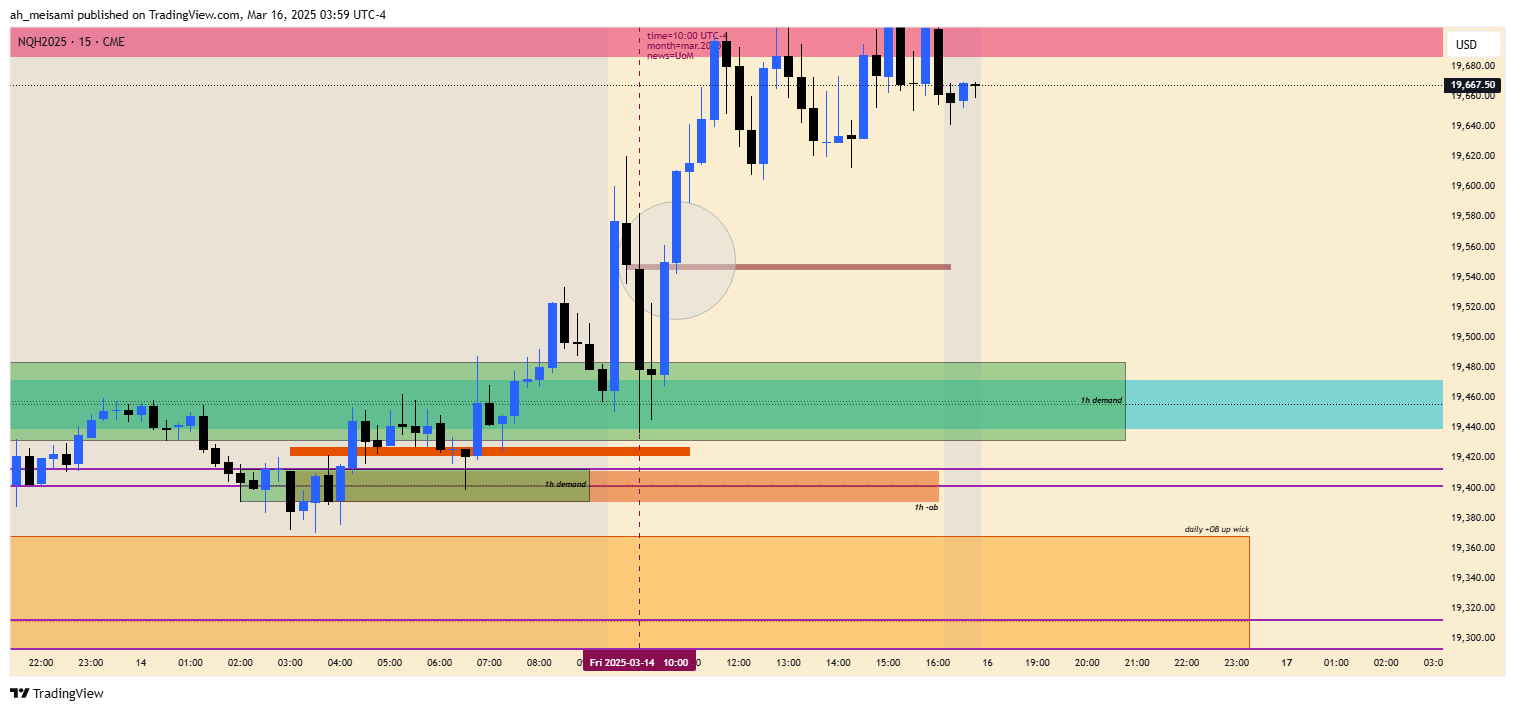 ah_meisami published on TradingView.com, Mar 16, 2025 03:59 UTC-4
NQH2025 · 15 · CME
time=10:00 UTC-4
month=mar.20
news=UoM
USD
19,680.00
19,667.50
19,660.00
19,640.00
19,620.00
19,600.00
19,580.00
19,560.00
19,540.00
19,520.00
19,500.00
19,480.00
19,460.00
19,440.00
19,420.00
19,400.00
19,380.00
19,360.00
19,340.00
19,320.00
19,300.00
1h demand
1h demand
1h -ob
daily +OB up wick
22:00 23:00 14 01:00 02:00 03:00 04:00 05:00 06:00 07:00 08:00 Fri 2025-03-14 10:00 12:00 13:00 14:00 15:00 16:00 16 19:00 20:00 21:00 22:00 23:00 17 01:00 02:00 03:0
TradingView